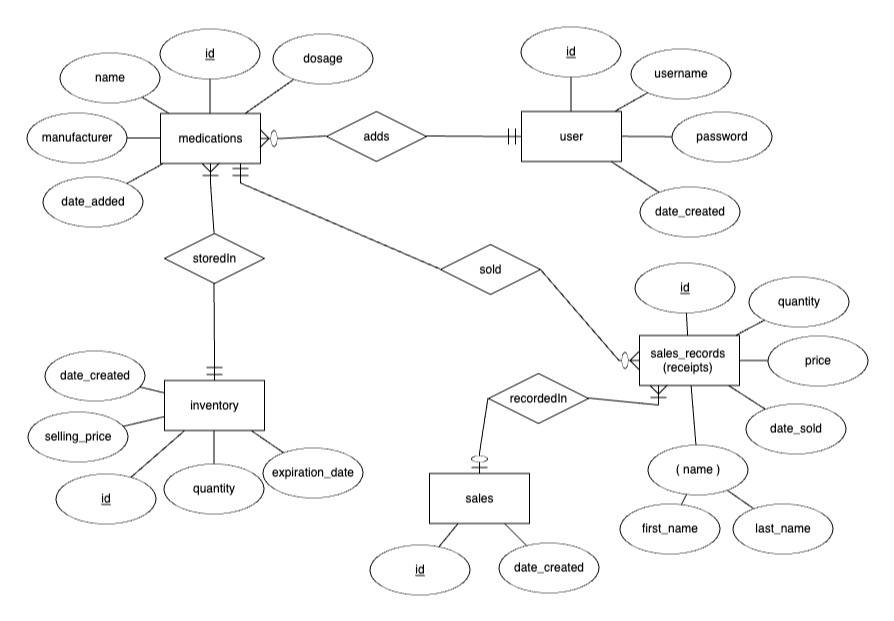 id
dosage
name
medications
manufacturer
date_added
adds
id
username
user
password
date_created
storedIn
sold
id
quantity
sales_records
(receipts)
price
date_sold
( name )
first_name
last_name
date_created
inventory
selling_price
id
quantity
expiration_date
recordedIn
sales
id
date_created